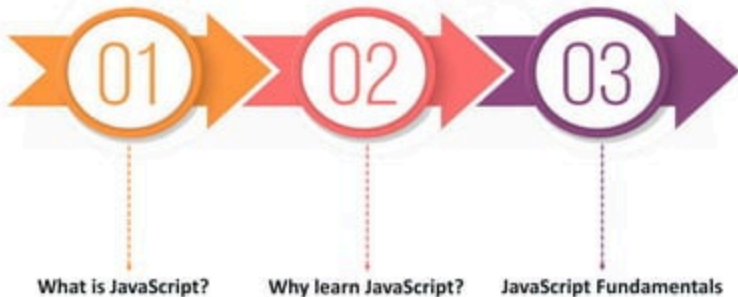 01
02
03
What is JavaScript?
Why learn JavaScript?
JavaScript Fundamentals